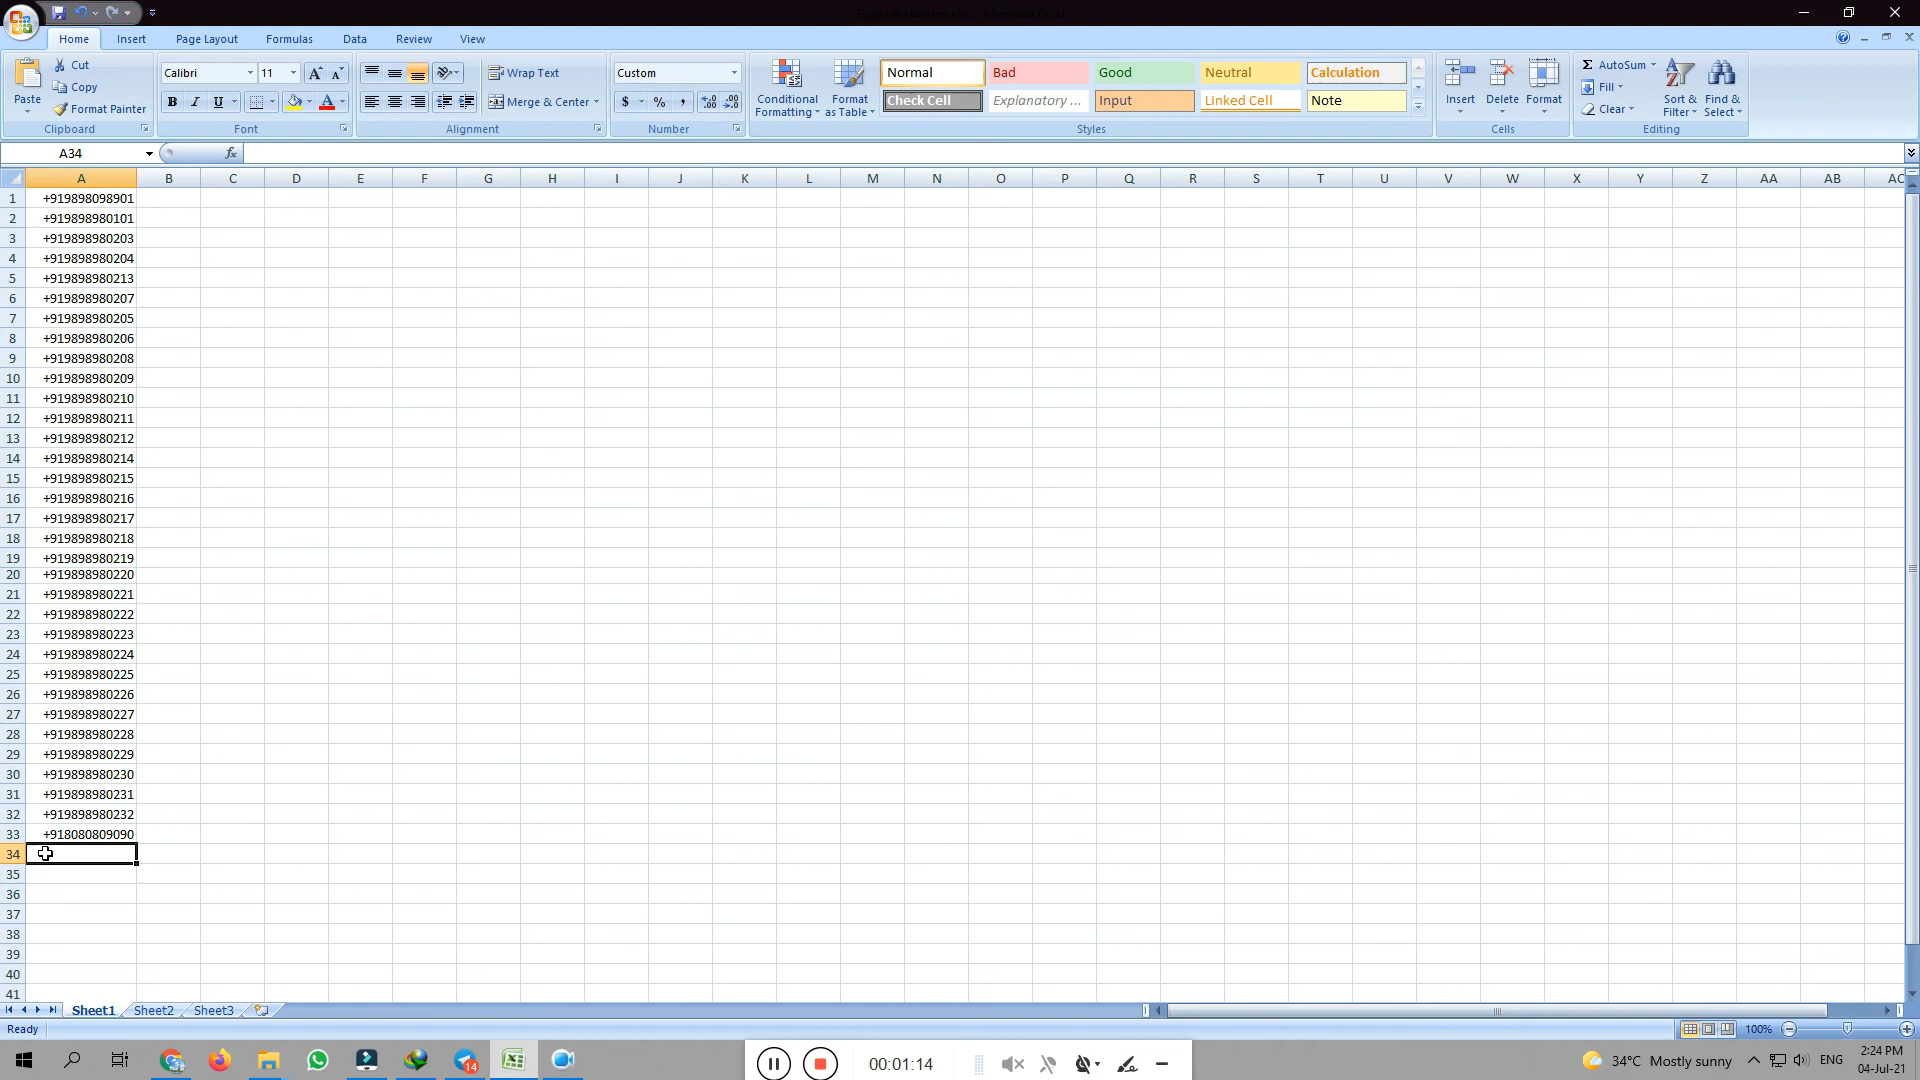 Home Insert Page Layout Formulas Data Review View
Paste
Cut
Copy
Format Painter
Clipboard
Calibri 11
B I U
Font
Wrap Text
Merge & Center
Alignment
Custom
$ % ,
Number
Conditional Formatting
Format as Table
Normal Bad Good Neutral Calculation
Check Cell Explanatory ... Input Linked Cell Note
Styles
Insert Delete Format
Cells
Σ AutoSum
Fill
Clear
Sort & Filter
Find & Select
Editing
A34 fx
A B C D E F G H I J K L M N O P Q R S T U V W X Y Z AA AB AC
1 +919898098901
2 +919898980101
3 +919898980203
4 +919898980204
5 +919898980213
6 +919898980207
7 +919898980205
8 +919898980206
9 +919898980208
10 +919898980209
11 +919898980210
12 +919898980211
13 +919898980212
14 +919898980214
15 +919898980215
16 +919898980216
17 +919898980217
18 +919898980218
19 +919898980219
20 +919898980220
21 +919898980221
22 +919898980222
23 +919898980223
24 +919898980224
25 +919898980225
26 +919898980226
27 +919898980227
28 +919898980228
29 +919898980229
30 +919898980230
31 +919898980231
32 +919898980232
33 +918080809090
34
35
36
37
38
39
40
41
Sheet1 Sheet2 Sheet3
Ready 100%
14
00:01:14
34°C Mostly sunny ENG
2:24 PM
04-Jul-21